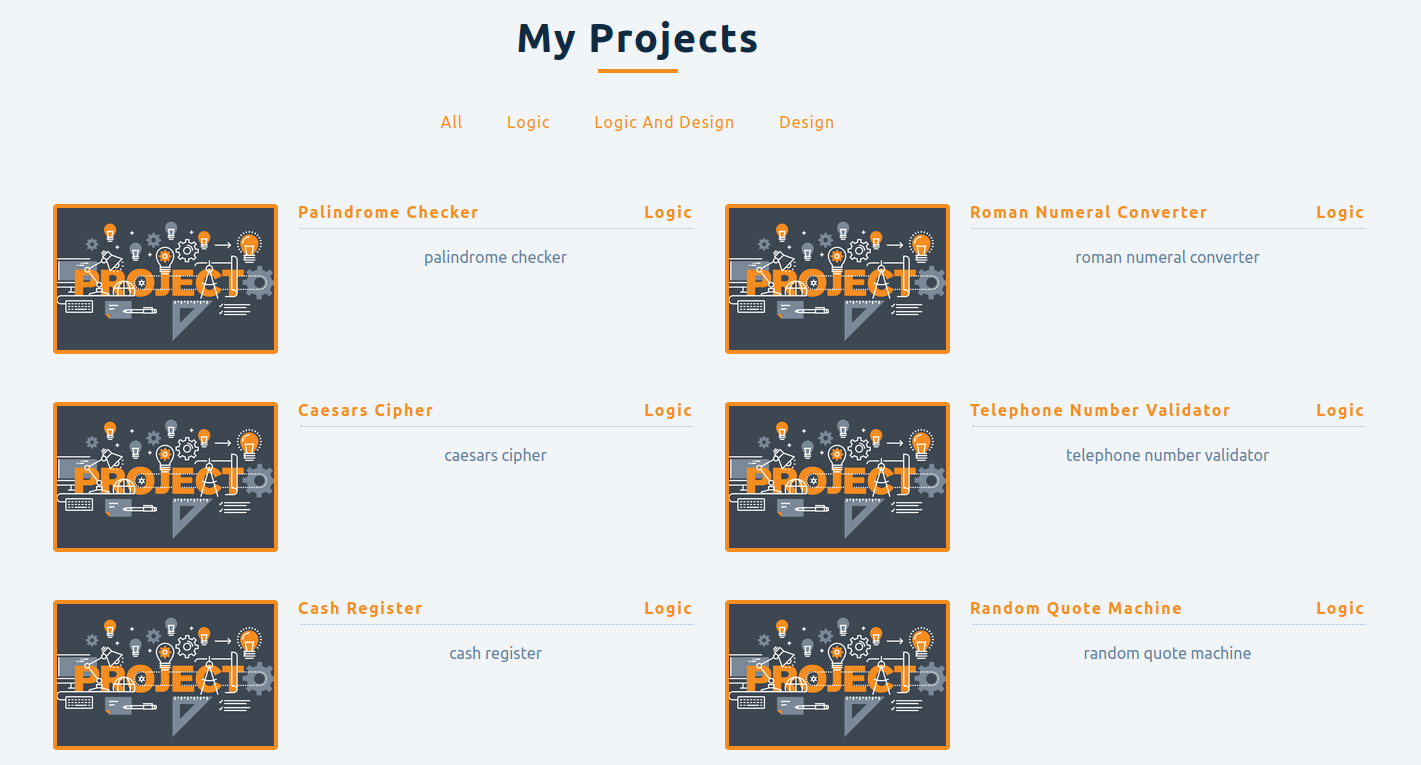 My Projects
All Logic Logic And Design Design
PROJECT
Palindrome Checker Logic
palindrome checker
PROJECT
Roman Numeral Converter Logic
roman numeral converter
PROJECT
Caesars Cipher Logic
caesars cipher
PROJECT
Telephone Number Validator Logic
telephone number validator
PROJECT
Cash Register Logic
cash register
PROJECT
Random Quote Machine Logic
random quote machine